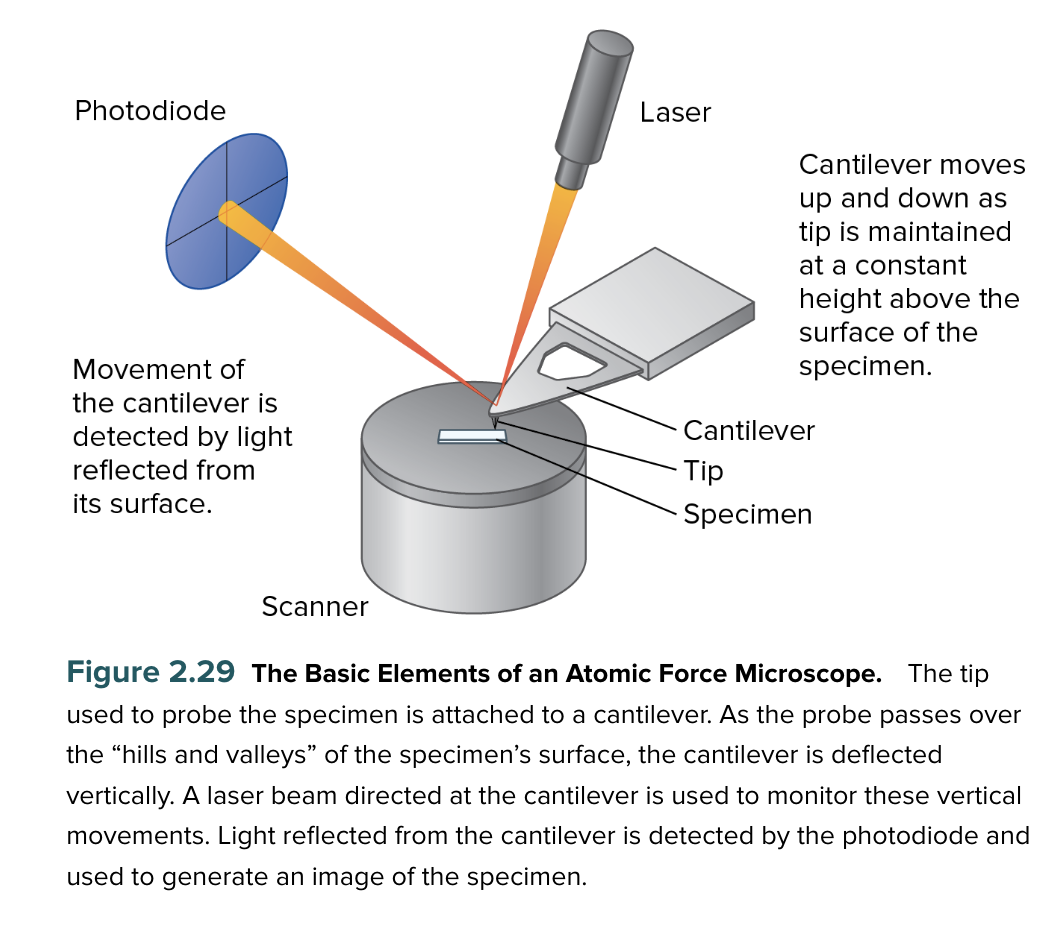 Photodiode
Laser
Cantilever moves
up and down as
tip is maintained
at a constant
height above the
surface of the
specimen.
Movement of
the cantilever is
detected by light
reflected from
its surface.
Cantilever
Tip
Specimen
Scanner
Figure 2.29 The Basic Elements of an Atomic Force Microscope. The tip
used to probe the specimen is attached to a cantilever. As the probe passes over
the “hills and valleys” of the specimen’s surface, the cantilever is deflected
vertically. A laser beam directed at the cantilever is used to monitor these vertical
movements. Light reflected from the cantilever is detected by the photodiode and
used to generate an image of the specimen.